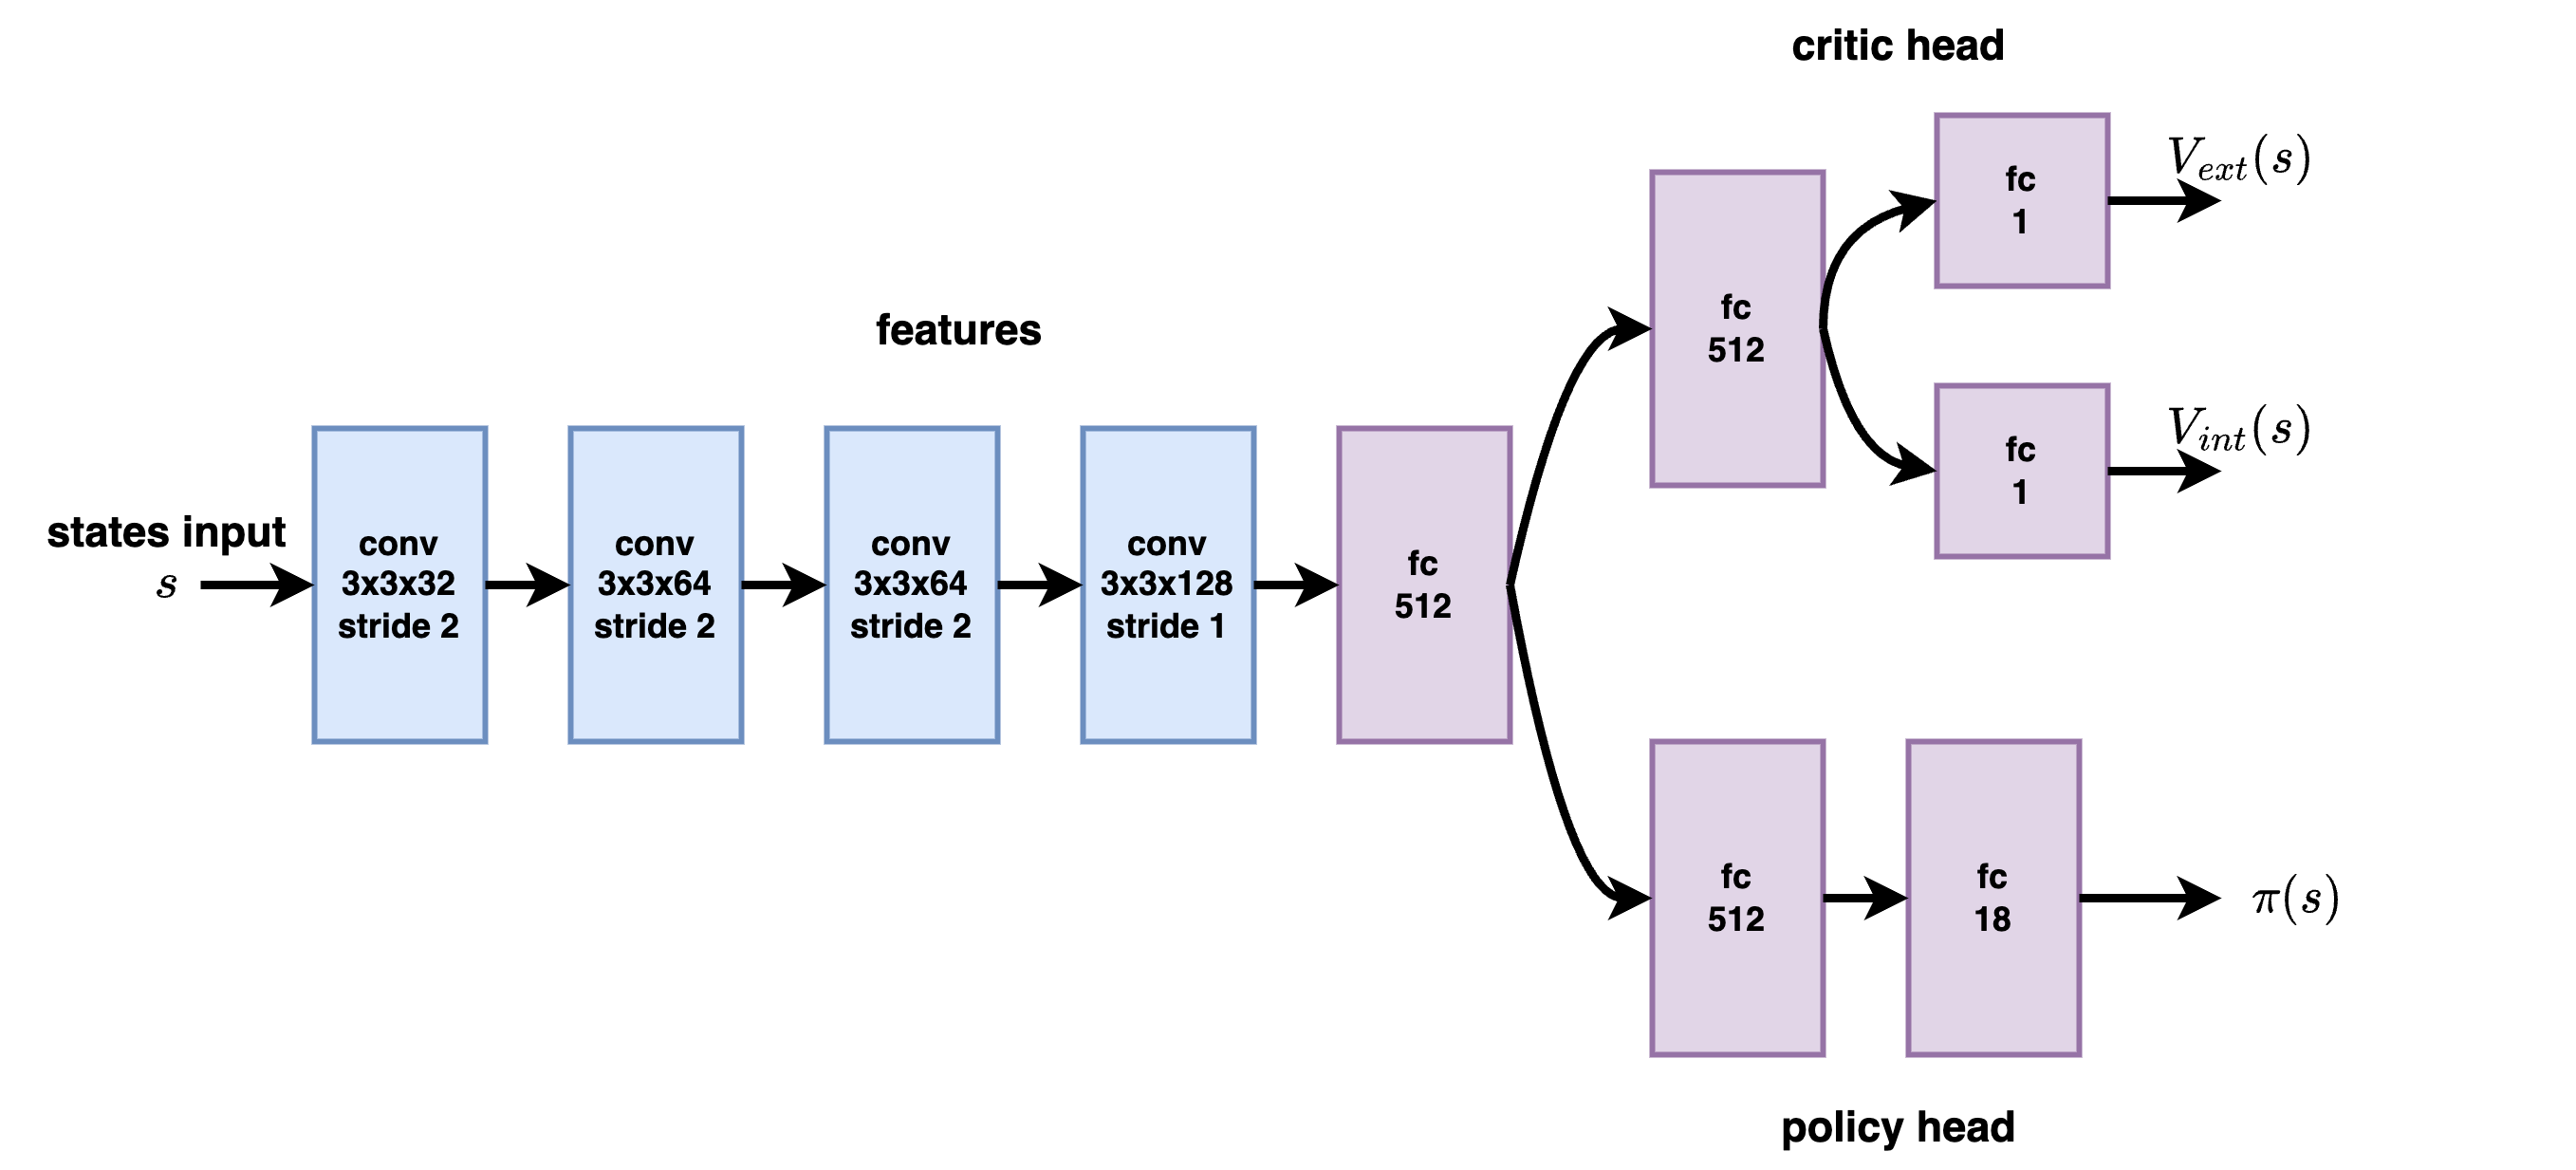 critic head
fc
1
V_{ext}(s)
fc
512
fc
1
V_{int}(s)
features
states input
s
conv
3x3x32
stride 2
conv
3x3x64
stride 2
conv
3x3x64
stride 2
conv
3x3x128
stride 1
fc
512
fc
512
fc
18
π(s)
policy head